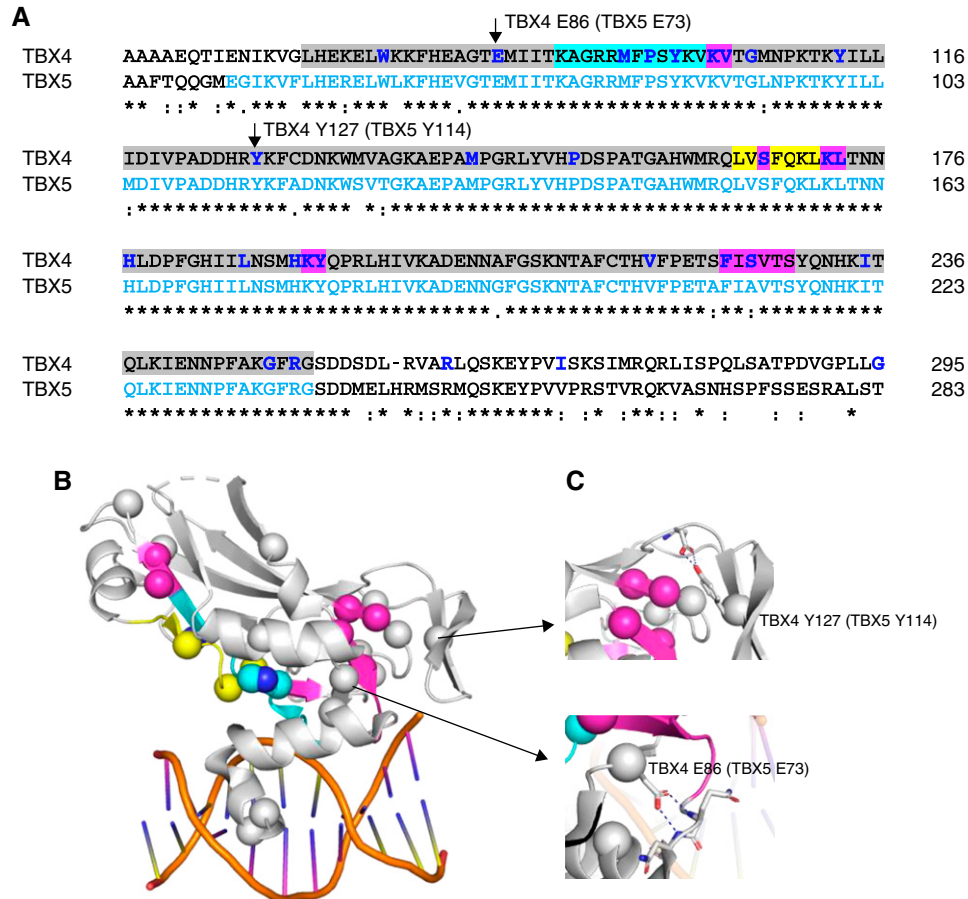 A
TBX4 E86 (TBX5 E73)
TBX4 AAAAEQTIENIKVGLHEKELWKKFHEAGTEMIITKAGRRMFPSYKVKVTGMNPKTKYILL 116
TBX5 AAFTQQGMEGIKVFLHERELWLKFHEVGTEMIITKAGRRMFPSYKVKVTGLNPKTKYILL 103
** ::* .**** ***:*** ****.***********************:*********
TBX4 Y127 (TBX5 Y114)
TBX4 IDIVPADDHRYKFCDNKWMVAGKAEPAMPGRLYVHPDSPATGAHWMRQLVSFQKLKLTNN 176
TBX5 MDIVPADDHRYKFADNKWSVTGKAEPAMPGRLYVHPDSPATGAHWMRQLVSFQKLKLTNN 163
:************.**** *:***************************************
TBX4 HLDPFGHIILNSMHKYQPRLHIVKADENNAFGSKNTAFCTHVFPETSFISVTSYQNHKIT 236
TBX5 HLDPFGHIILNSMHKYQPRLHIVKADENNGFGSKNTAFCTHVFPETAFIAVTSYQNHKIT 223
*****************************.****************:**:**********
TBX4 QLKIENNPFAKGFRGSDDSDL-RVARLQSKEYPVISKSIMRQRLISPQLSATPDVGPLLG 295
TBX5 QLKIENNPFAKGFRGSDDMELHRMSRMQSKEYPVVPRSTVRQKVASNHSPFSSESRALST 283
****************** :* *::*:*******: :* :**:: * : : : *
B
C
TBX4 Y127 (TBX5 Y114)
TBX4 E86 (TBX5 E73)